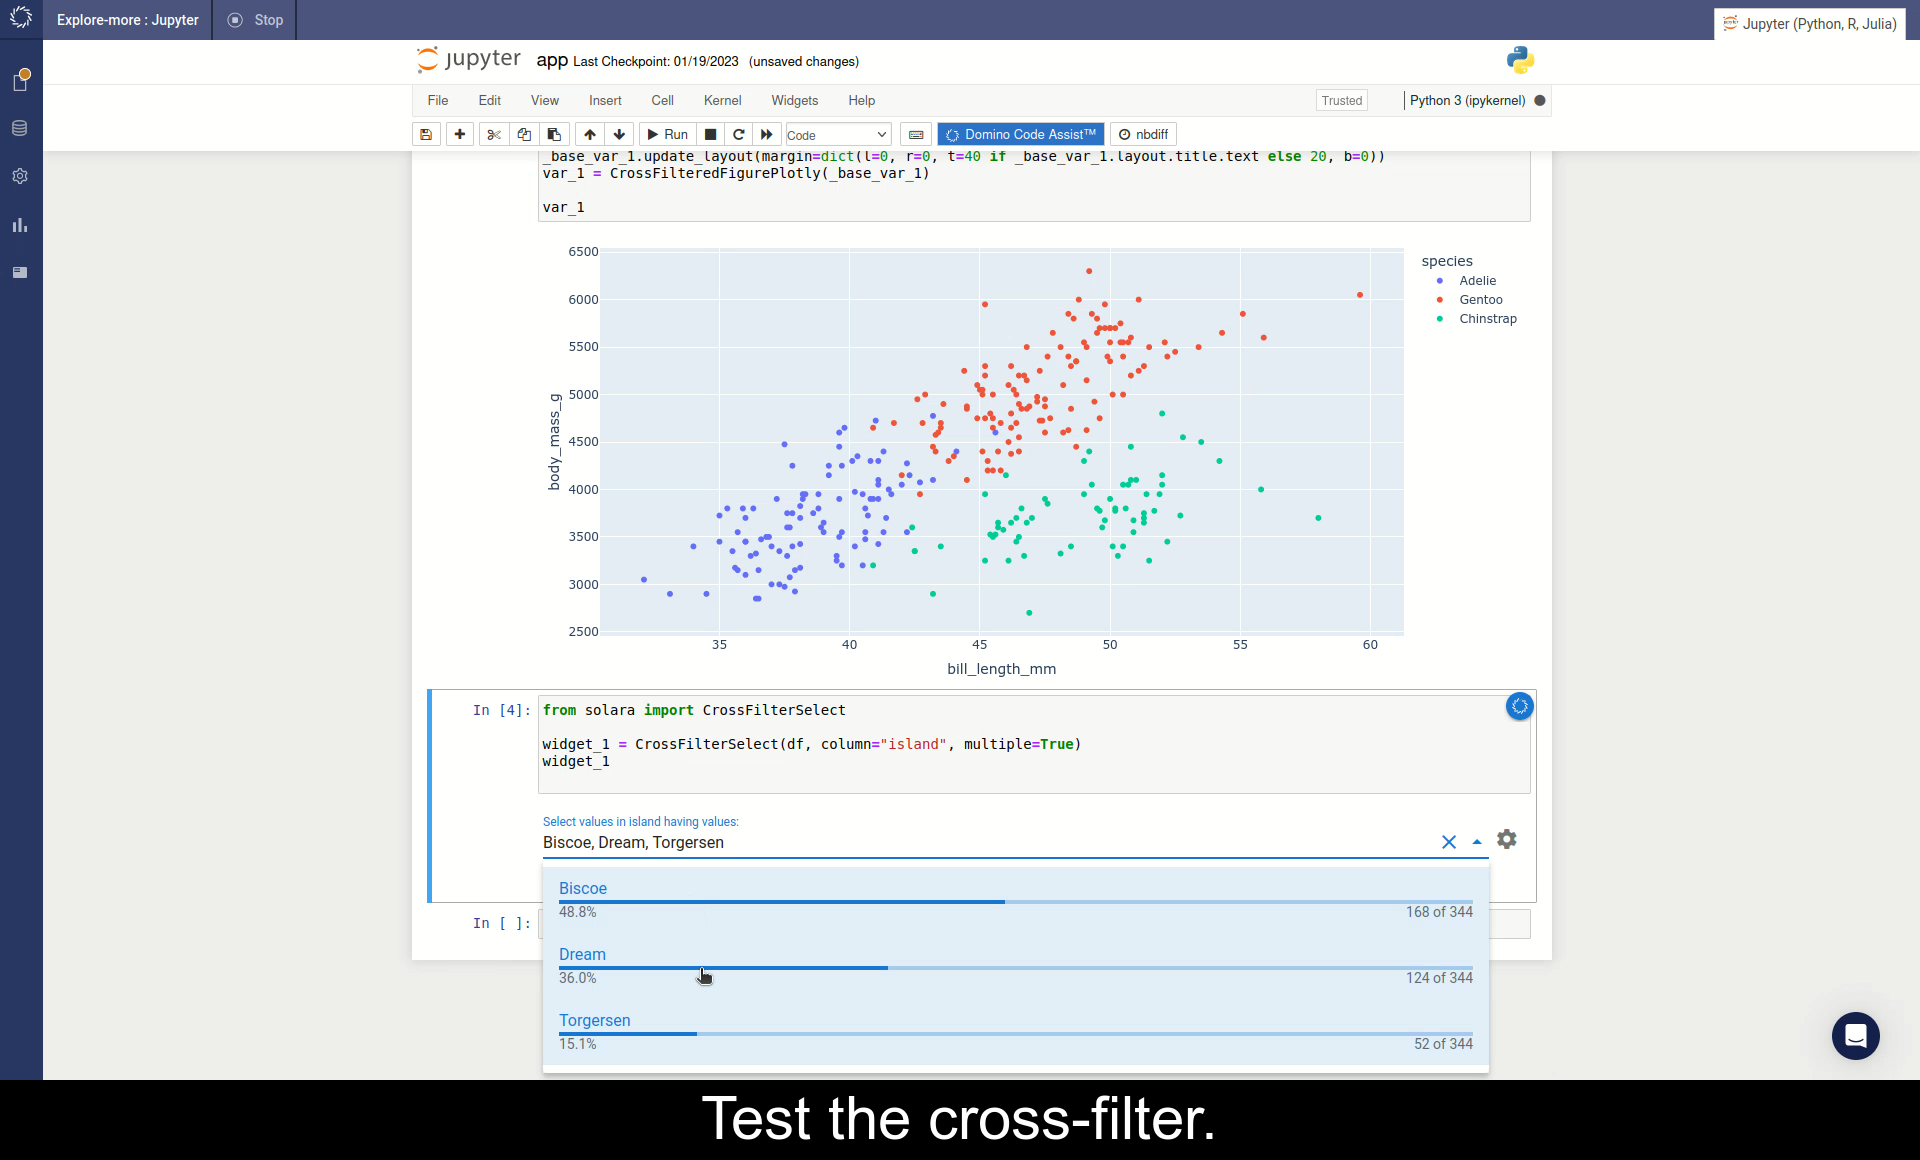 Explore-more : Jupyter
Stop
Jupyter (Python, R, Julia)
jupyter app Last Checkpoint: 01/19/2023 (unsaved changes)
File Edit View Insert Cell Kernel Widgets Help
Trusted
Python 3 (ipykernel)
Run
Code
Domino Code Assist™
nbdiff
_base_var_1.update_layout(margin=dict(l=0, r=0, t=40 if _base_var_1.layout.title.text else 20, b=0))
var_1 = CrossFilteredFigurePlotly(_base_var_1)
var_1
6500
6000
5500
5000
4500
4000
3500
3000
2500
body_mass_g
35 40 45 50 55 60
bill_length_mm
species
Adelie
Gentoo
Chinstrap
In [4]:
from solara import CrossFilterSelect
widget_1 = CrossFilterSelect(df, column="island", multiple=True)
widget_1
Select values in island having values:
Biscoe, Dream, Torgersen
Biscoe
48.8% 168 of 344
Dream
36.0% 124 of 344
Torgersen
15.1% 52 of 344
In [ ]:
Test the cross-filter.